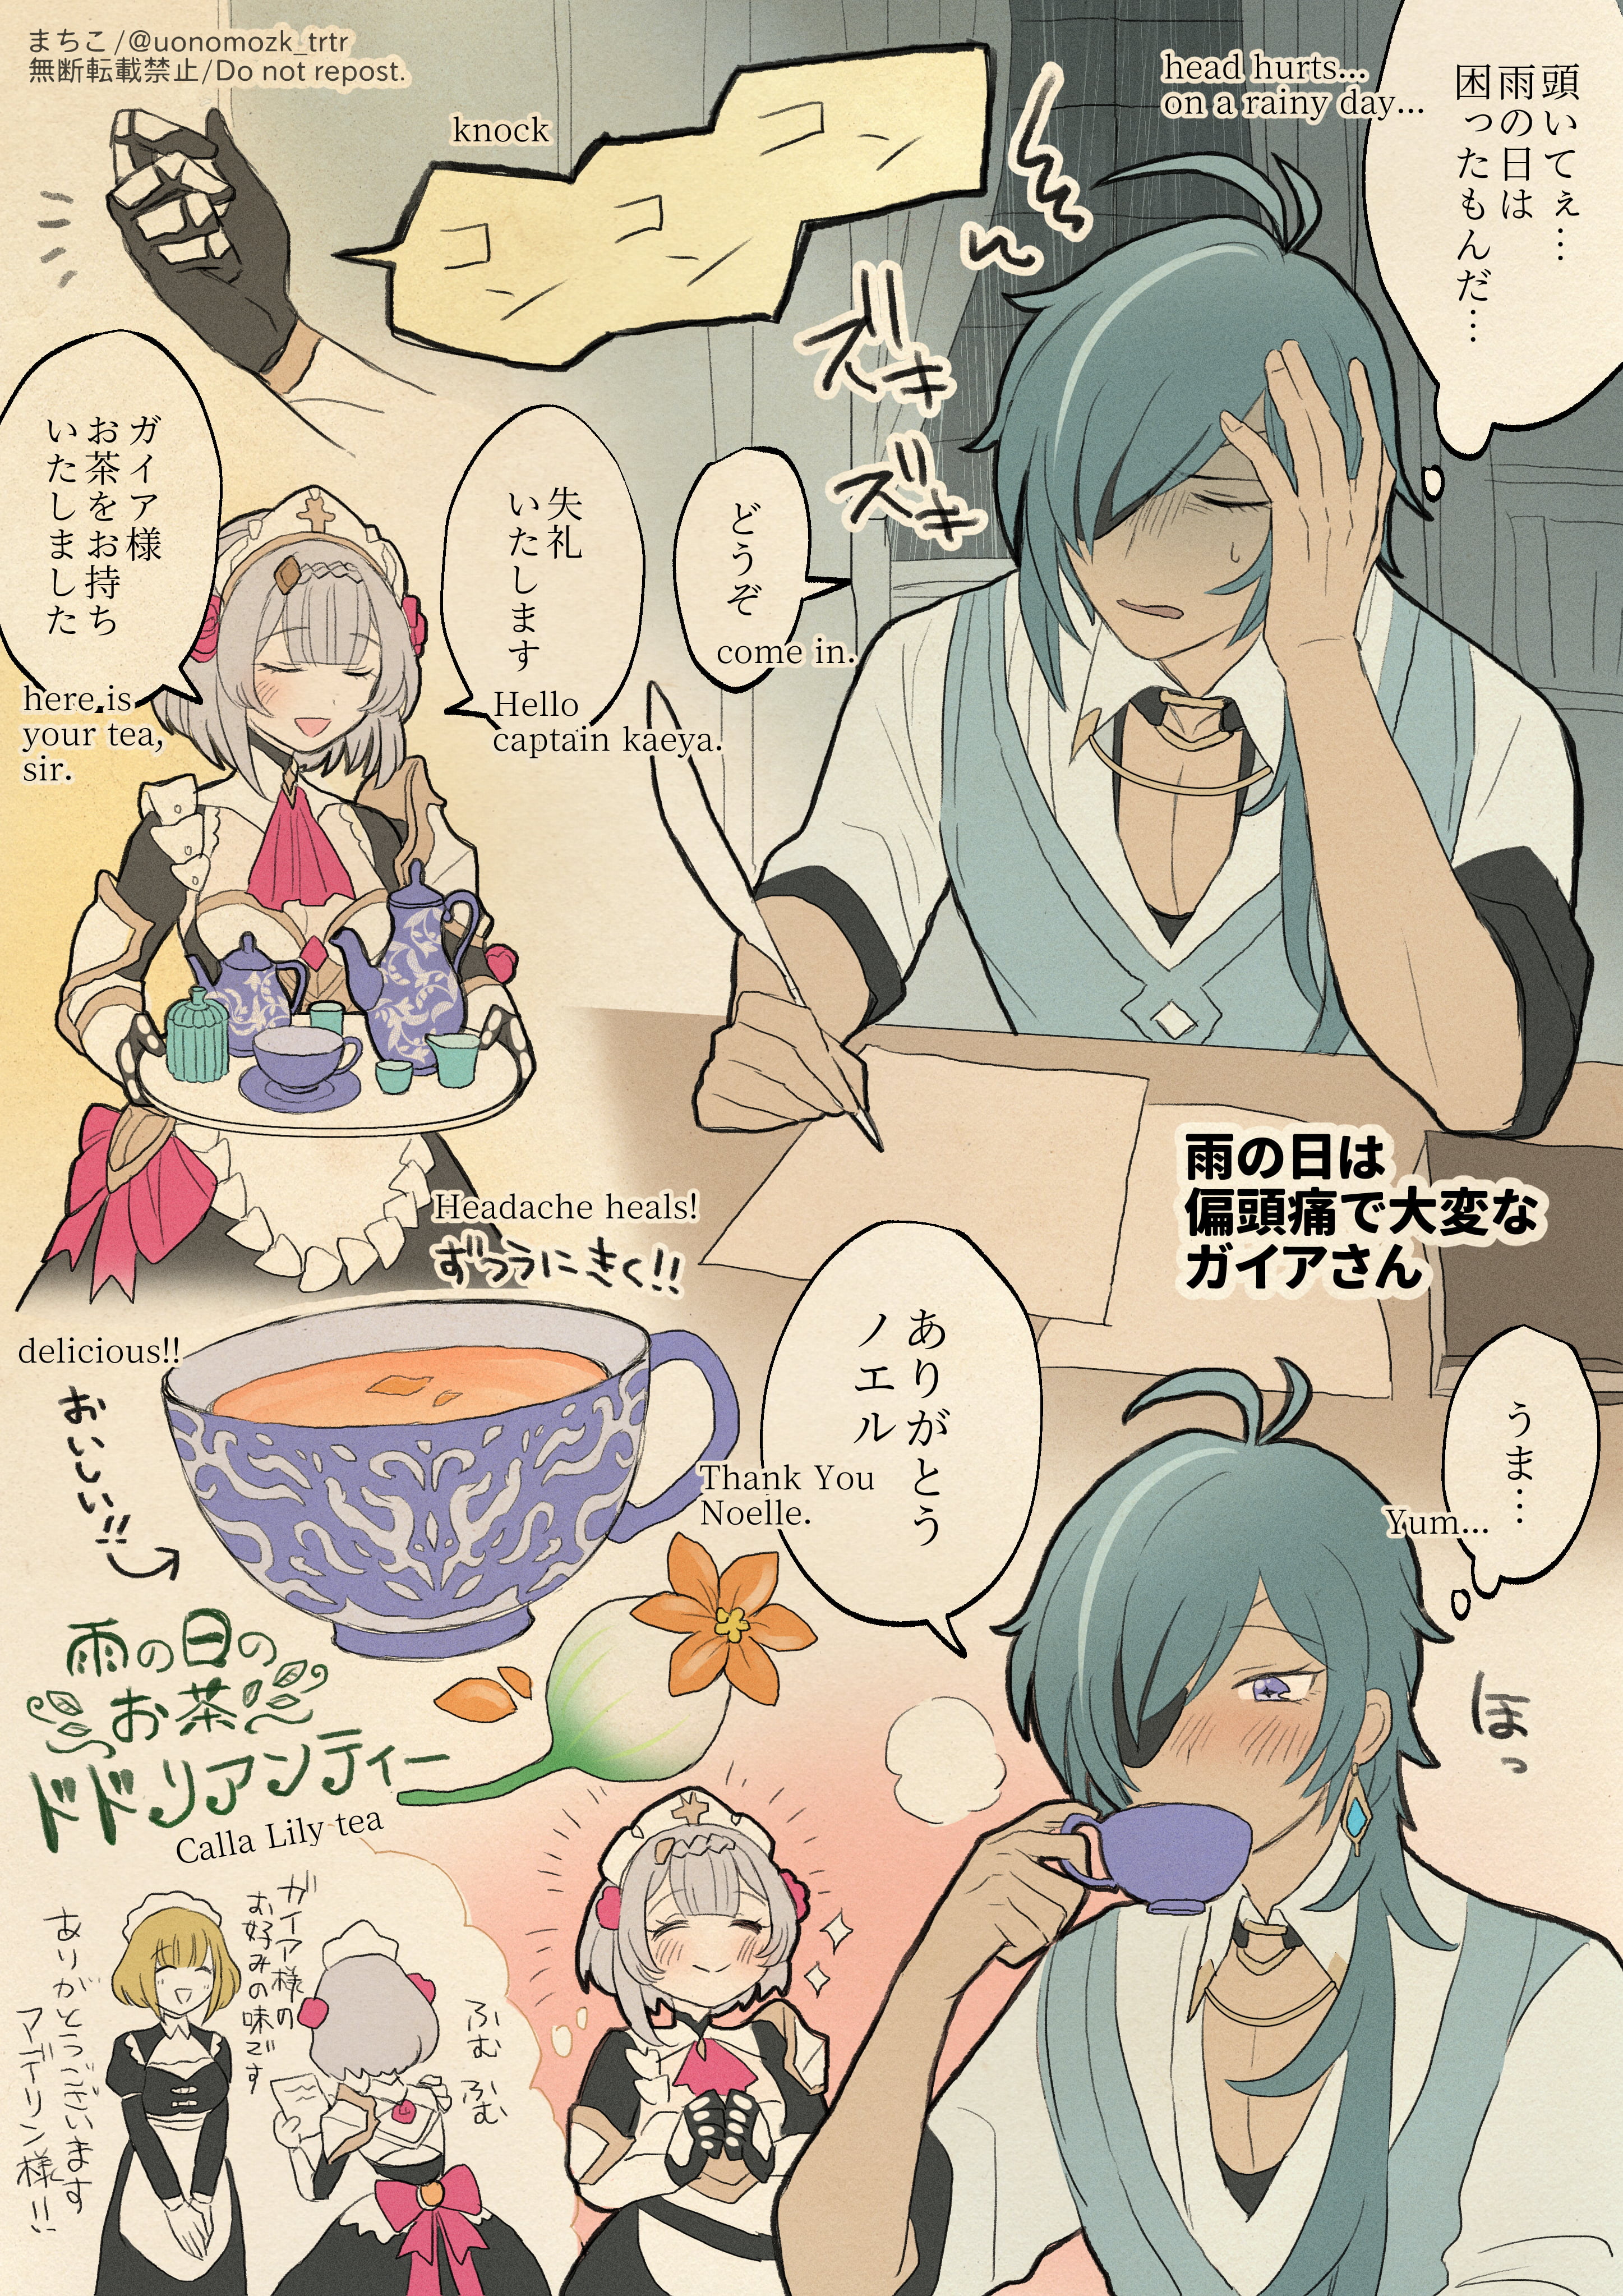 まちこ/@uonomozk_trtr
無断転載禁止/Do not repost.
head hurts...
on a rainy day...
頭いてぇ…
雨の日は
困ったもんだ…
ズキ
ズキ
knock
コン
コン
コン
どうぞ
come in.
失礼
いたします
Hello
captain kaeya.
ガイア様
お茶をお持ち
いたしました
here is
your tea,
sir.
雨の日は
偏頭痛で大変な
ガイアさん
Headache heals!
ずつうにきく!!
delicious!!
おいしい!!
雨の日の
お茶
ドドリアンティー
Calla Lily tea
ありがとう
ノエル
Thank You
Noelle.
うま…
Yum...
ほっ
ふむ
ふむ
ガイア様の
お好みの味です
ありがとうございます
アデリン様!!